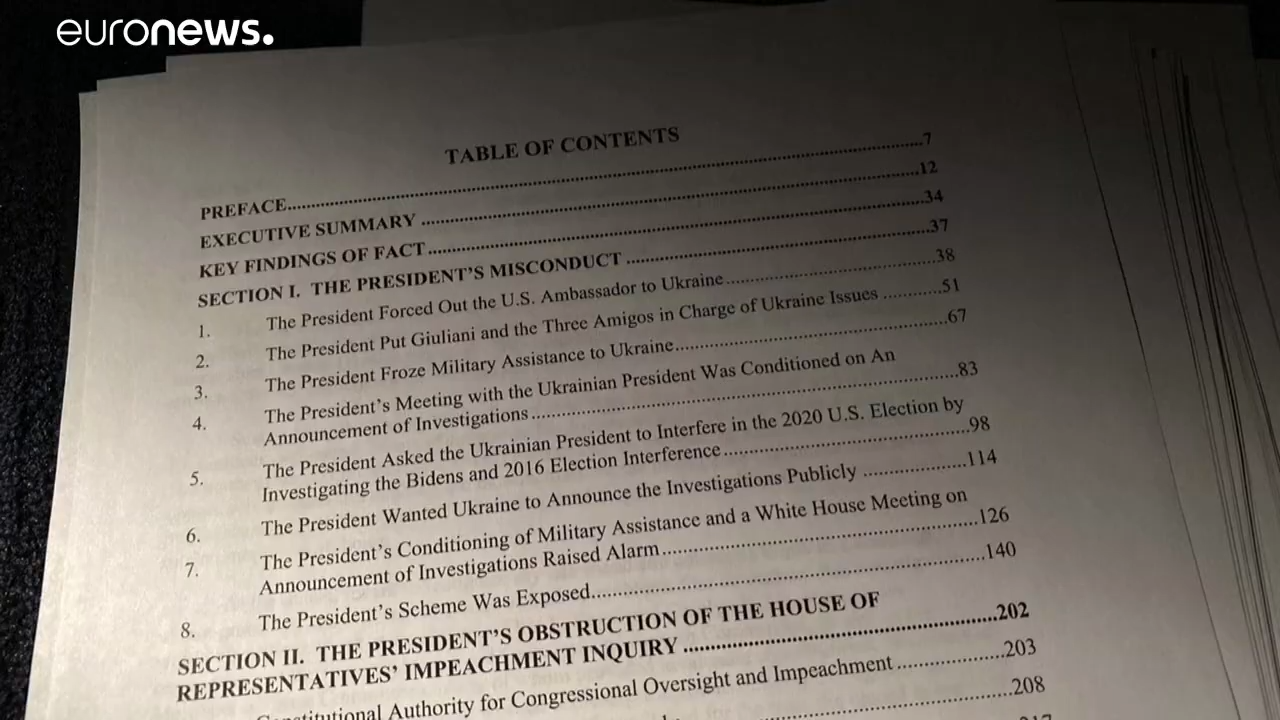 euronews.
TABLE OF CONTENTS
PREFACE..........7
EXECUTIVE SUMMARY ..........12
KEY FINDINGS OF FACT..........34
SECTION I. THE PRESIDENT'S MISCONDUCT ..........37
1. The President Forced Out the U.S. Ambassador to Ukraine..........38
2. The President Put Giuliani and the Three Amigos in Charge of Ukraine Issues ..........51
3. The President Froze Military Assistance to Ukraine..........67
4. The President's Meeting with the Ukrainian President Was Conditioned on An
Announcement of Investigations..........83
5. The President Asked the Ukrainian President to Interfere in the 2020 U.S. Election by
Investigating the Bidens and 2016 Election Interference..........98
6. The President Wanted Ukraine to Announce the Investigations Publicly ..........114
7. The President's Conditioning of Military Assistance and a White House Meeting on
Announcement of Investigations Raised Alarm..........126
8. The President's Scheme Was Exposed..........140
SECTION II. THE PRESIDENT'S OBSTRUCTION OF THE HOUSE OF
REPRESENTATIVES' IMPEACHMENT INQUIRY ..........202
Authority for Congressional Oversight and Impeachment..........203
208